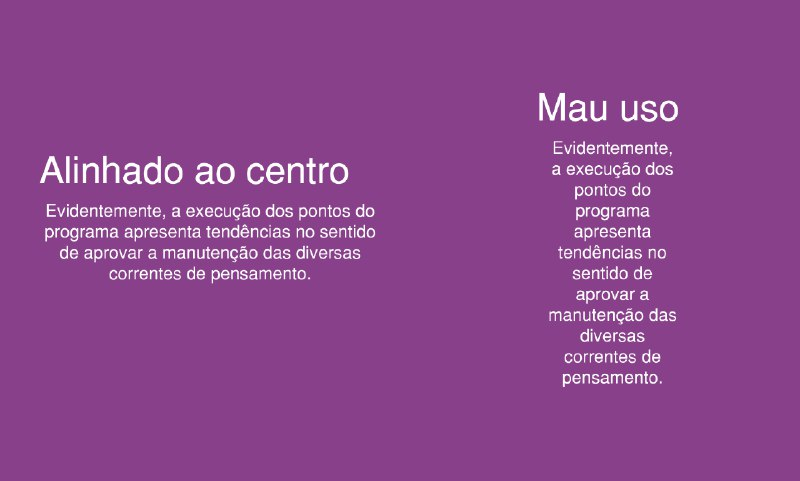 Alinhado ao centro
Evidentemente, a execução dos pontos do
programa apresenta tendências no sentido
de aprovar a manutenção das diversas
correntes de pensamento.
Mau uso
Evidentemente,
a execução dos
pontos do
programa
apresenta
tendências no
sentido de
aprovar a
manutenção das
diversas
correntes de
pensamento.